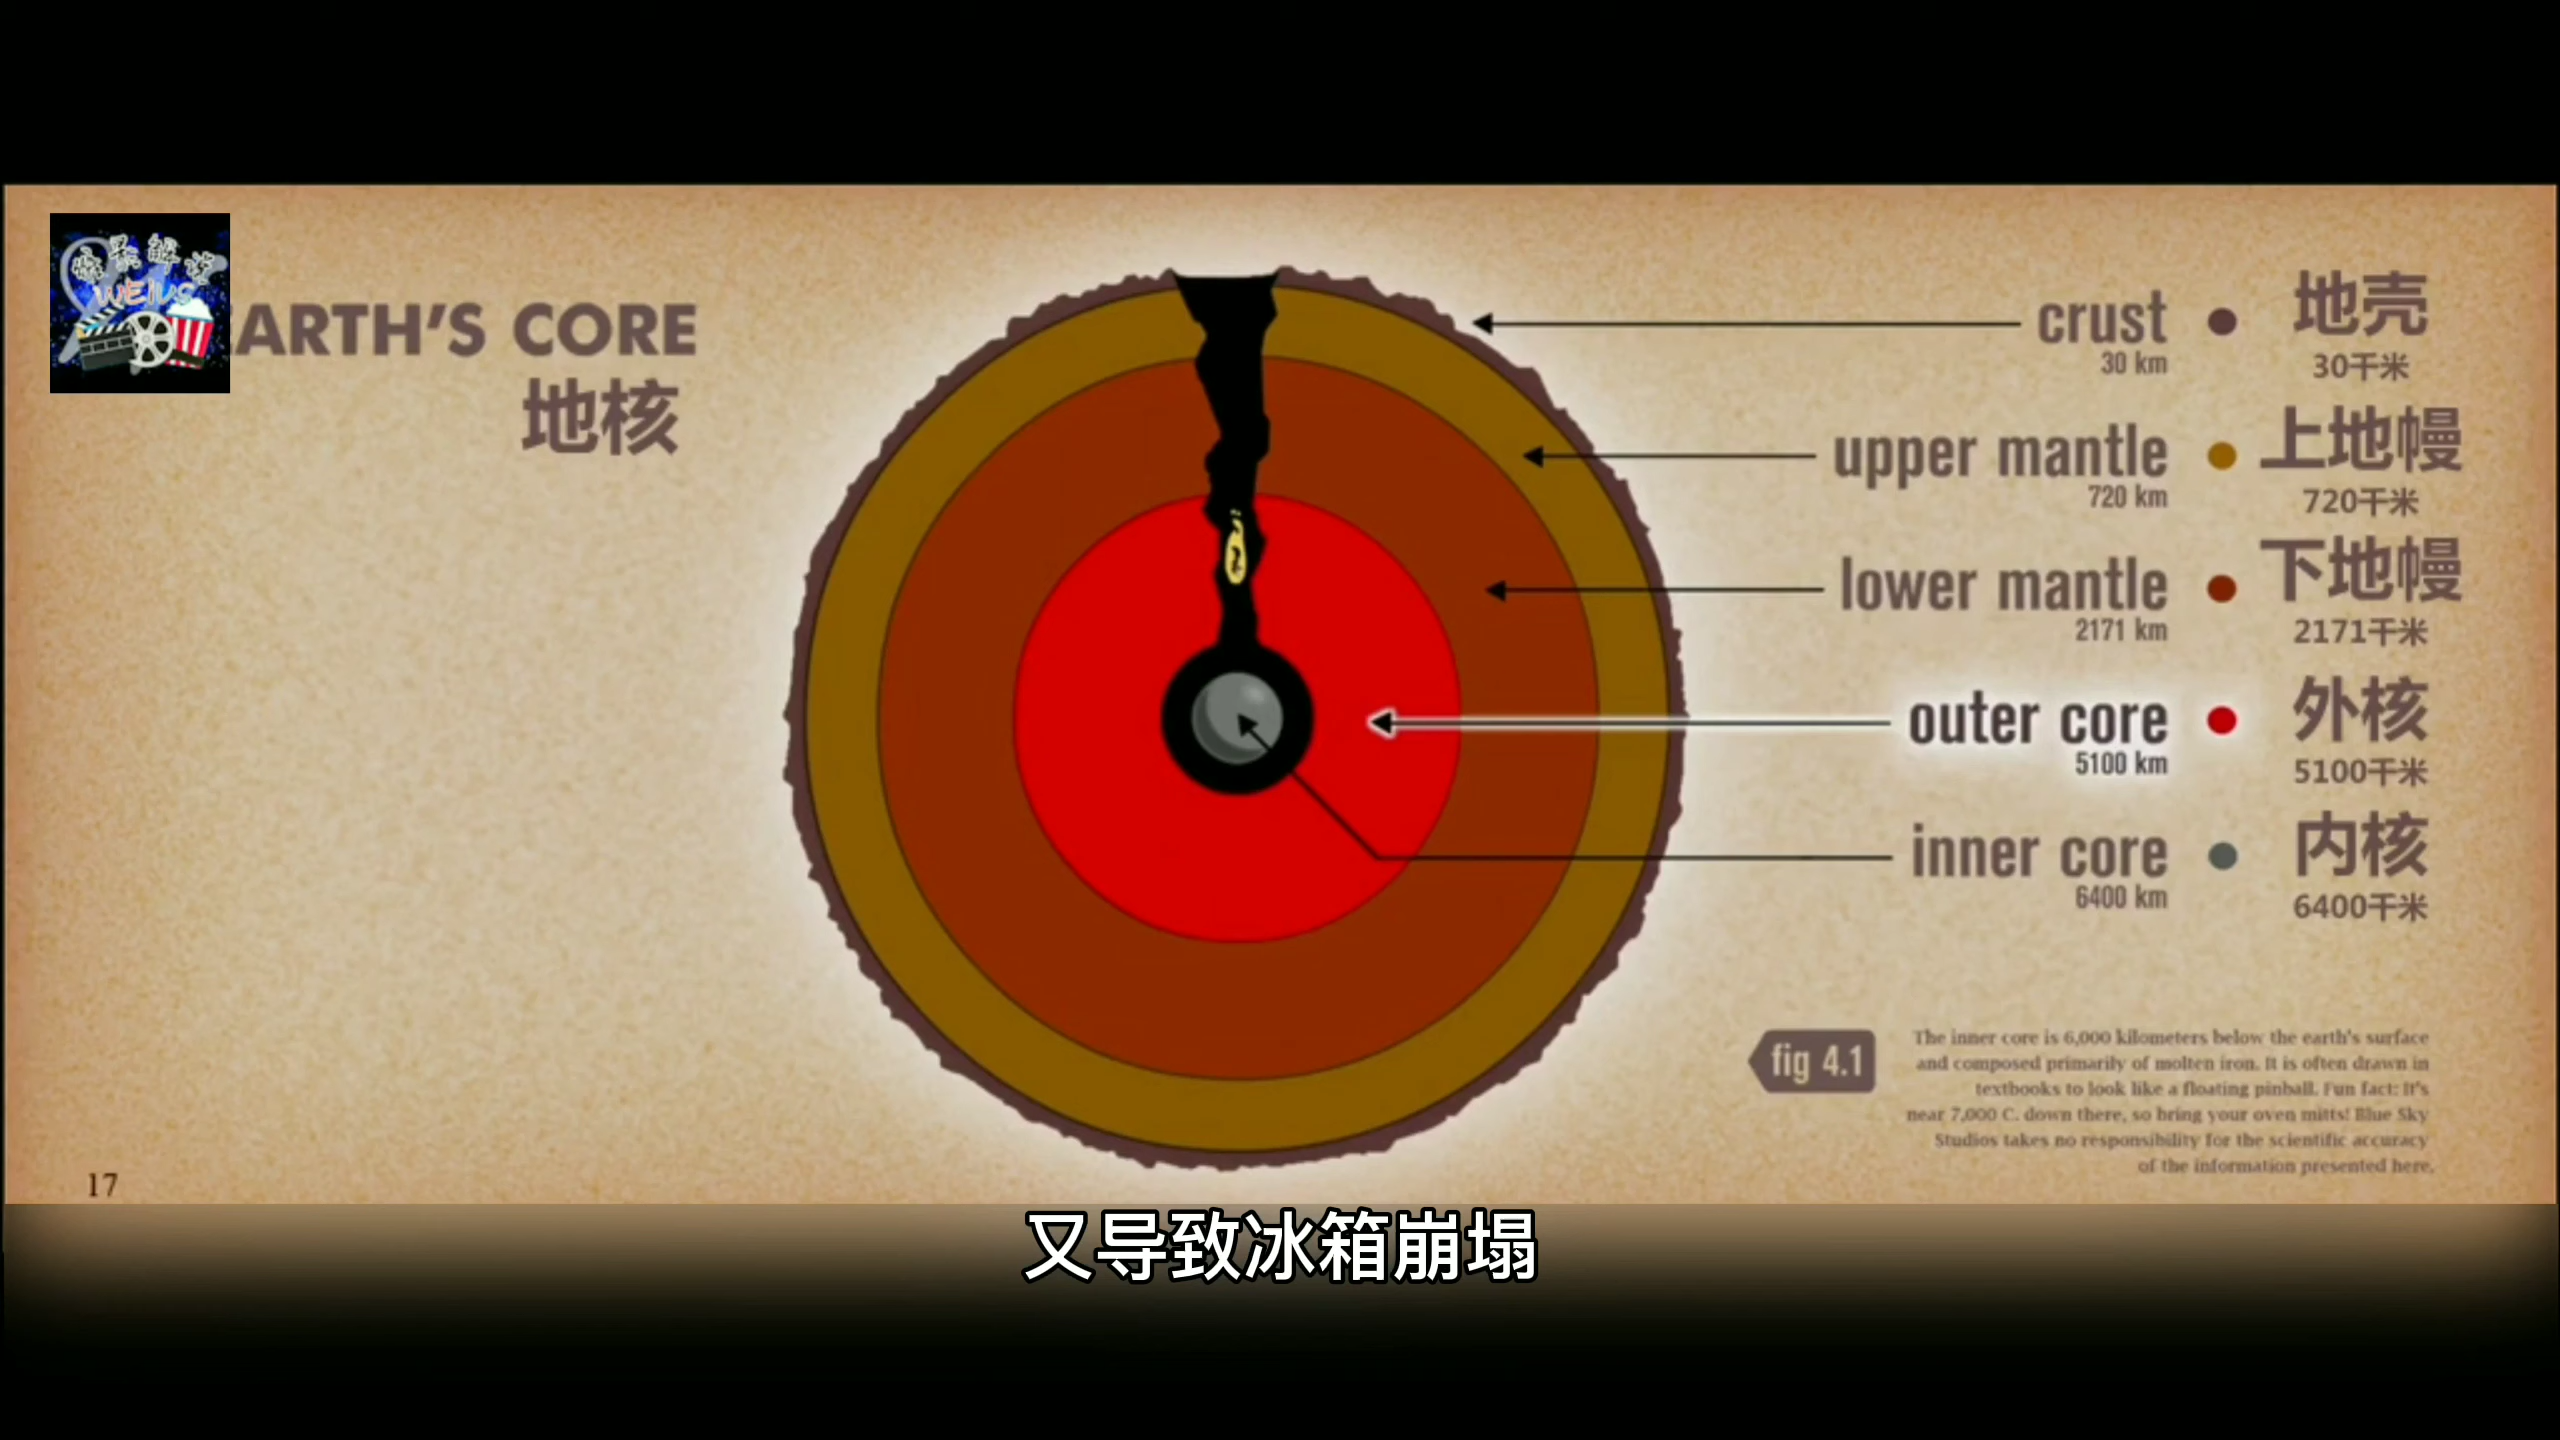 WEIUS
EARTH'S CORE
地核
crust
30 km
地壳
30千米
upper mantle
720 km
上地幔
720千米
lower mantle
2171 km
下地幔
2171千米
outer core
5100 km
外核
5100千米
inner core
6400 km
内核
6400千米
fig 4.1
The inner core is 6,000 kilometers below the earth's surface
and composed primarily of molten iron. It is often drawn in
textbooks to look like a floating pinball. Fun fact: It's
near 7,000 C. down there, so bring your oven mitts! Blue Sky
Studios takes no responsibility for the scientific accuracy
of the information presented here.
17
又导致冰箱崩塌